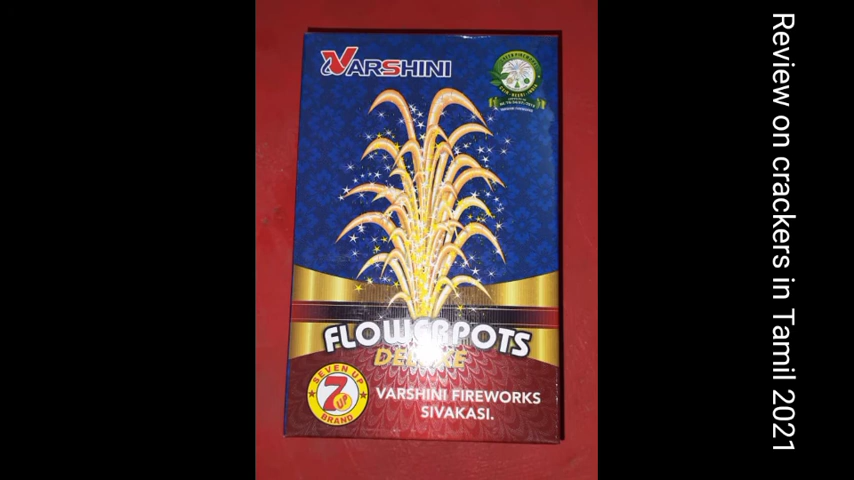 VARSHINI
FLOWERPOTS
DELUXE
SEVEN UP
7
UP
BRAND
VARSHINI FIREWORKS
SIVAKASI.
Review on crackers in Tamil 2021